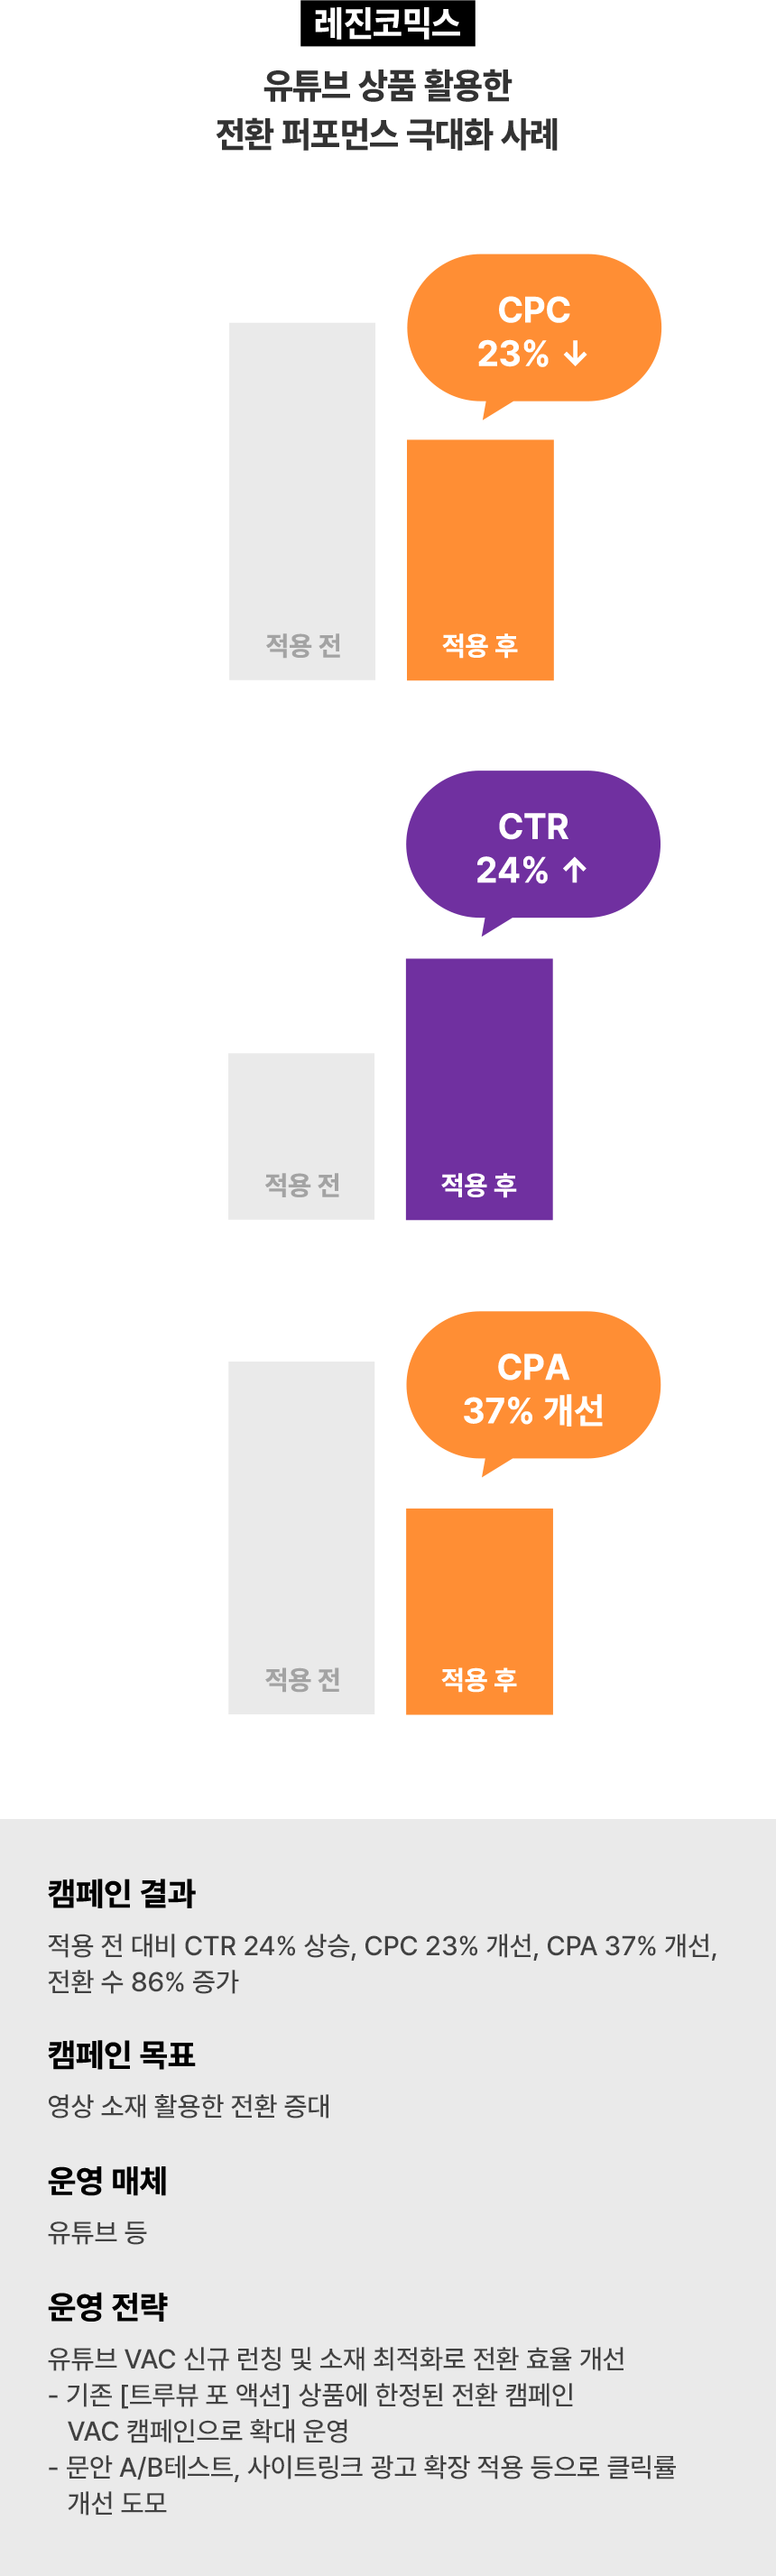 레진코믹스
유튜브 상품 활용한
전환 퍼포먼스 극대화 사례
CPC
23% ↓
적용 전
적용 후
CTR
24% ↑
적용 전
적용 후
CPA
37% 개선
적용 전
적용 후
캠페인 결과
적용 전 대비 CTR 24% 상승, CPC 23% 개선, CPA 37% 개선,
전환 수 86% 증가
캠페인 목표
영상 소재 활용한 전환 증대
운영 매체
유튜브 등
운영 전략
유튜브 VAC 신규 런칭 및 소재 최적화로 전환 효율 개선
- 기존 [트루뷰 포 액션] 상품에 한정된 전환 캠페인
VAC 캠페인으로 확대 운영
- 문안 A/B테스트, 사이트링크 광고 확장 적용 등으로 클릭률
개선 도모